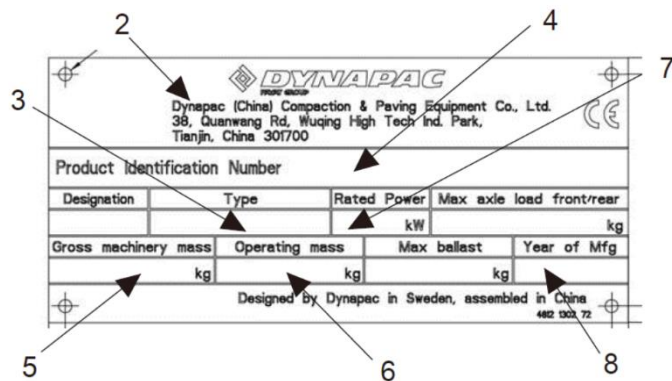 2
4
7
DYNAPAC
FAYAT GROUP
3
Dynapac (China) Compaction & Paving Equipment Co., Ltd.
38, Quanwang Rd, Wuqing High Tech Ind. Park,
Tianjin, China 301700
CE
Product Identification Number
Designation Type Rated Power Max axle load front/rear
kW kg
Gross machinery mass Operating mass Max ballast Year of Mfg
kg kg kg
Designed by Dynapac in Sweden, assembled in China
4812 1302 72
5
6
8